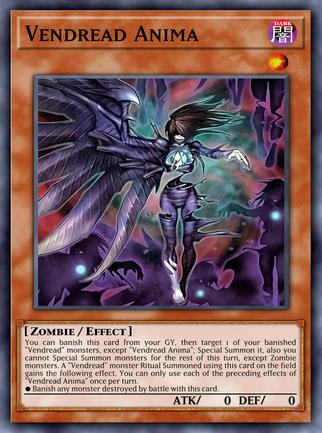 Vendread Anima
DARK
闇
[Zombie / Effect]
You can banish this card from your GY, then target 1 of your banished
"Vendread" monsters, except "Vendread Anima"; Special Summon it, also you
cannot Special Summon monsters for the rest of this turn, except Zombie
monsters. A "Vendread" monster Ritual Summoned using this card on the field
gains the following effect. You can only use each of the preceding effects of
"Vendread Anima" once per turn.
● Banish any monster destroyed by battle with this card.
ATK/ 0 DEF/ 0